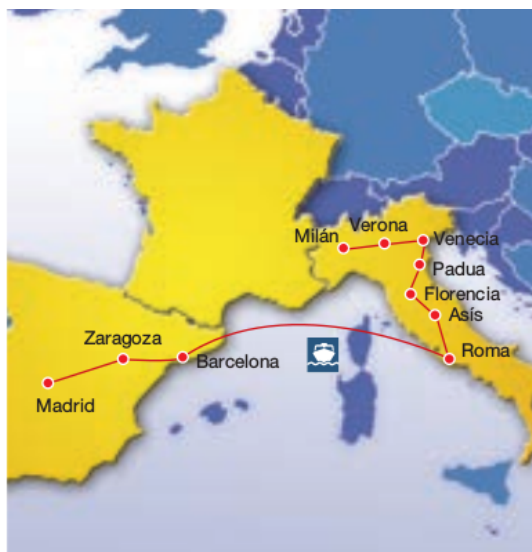 Verona
Milán
Venecia
Padua
Florencia
Asís
Zaragoza
Barcelona
Roma
Madrid